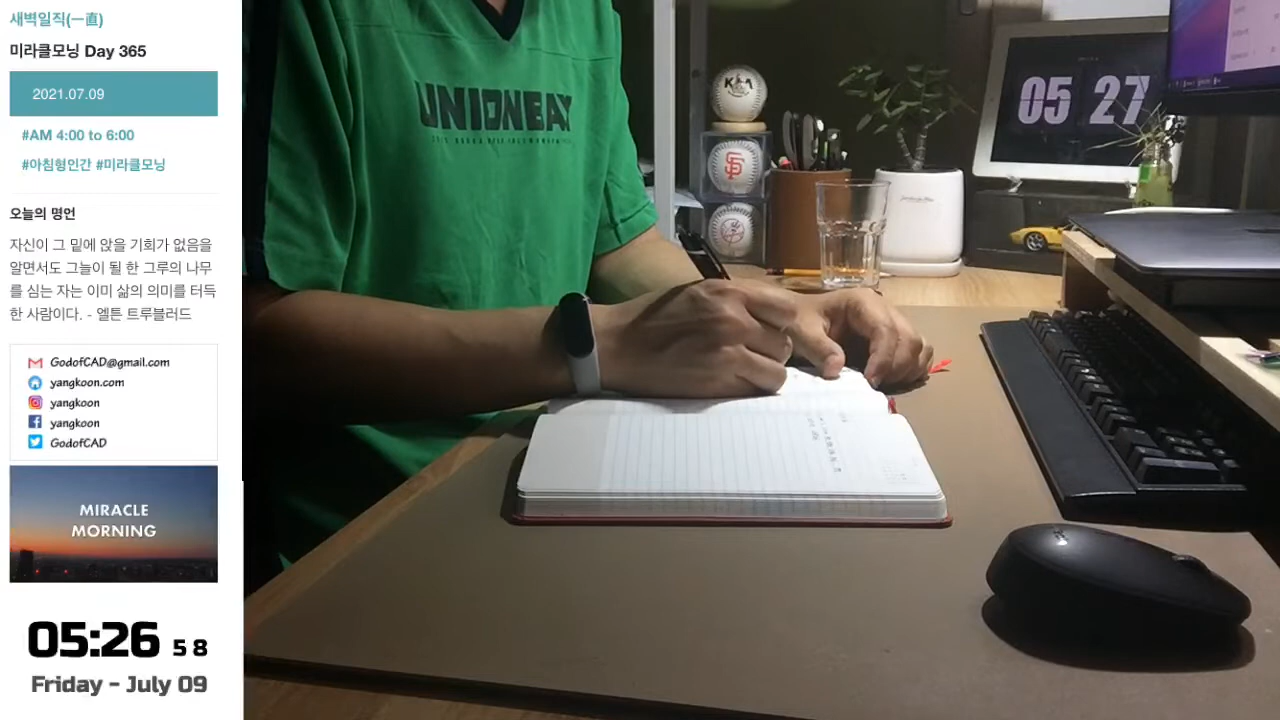 새벽일직(一直)
미라클모닝 Day 365
2021.07.09
#AM 4:00 to 6:00
#아침형인간 #미라클모닝
오늘의 명언
자신이 그 밑에 앉을 기회가 없음을
알면서도 그늘이 될 한 그루의 나무
를 심는 자는 이미 삶의 의미를 터득
한 사람이다. - 엘튼 트루블러드
GodofCAD@gmail.com
yangkoon.com
yangkoon
yangkoon
GodofCAD
MIRACLE
MORNING
05:26 58
Friday - July 09
UNIONBAY
05 27
SF